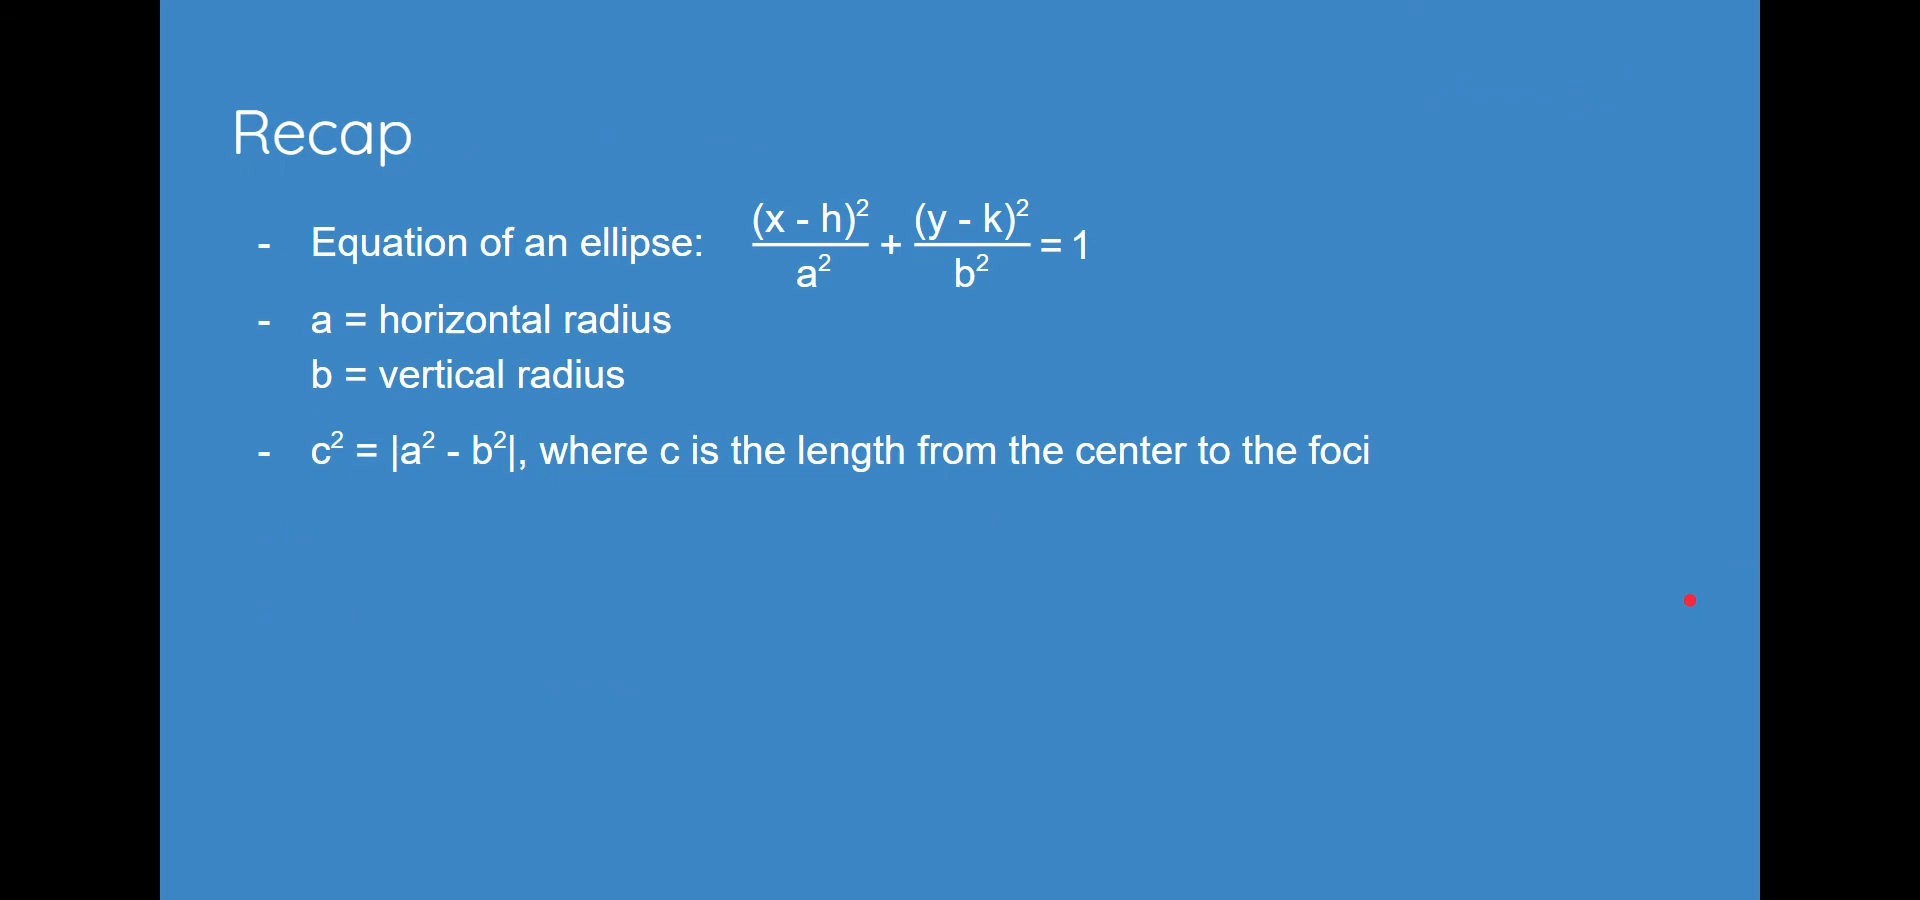 Recap
- Equation of an ellipse: (x - h)²/a² + (y - k)²/b² = 1
- a = horizontal radius
b = vertical radius
- c² = |a² - b²|, where c is the length from the center to the foci